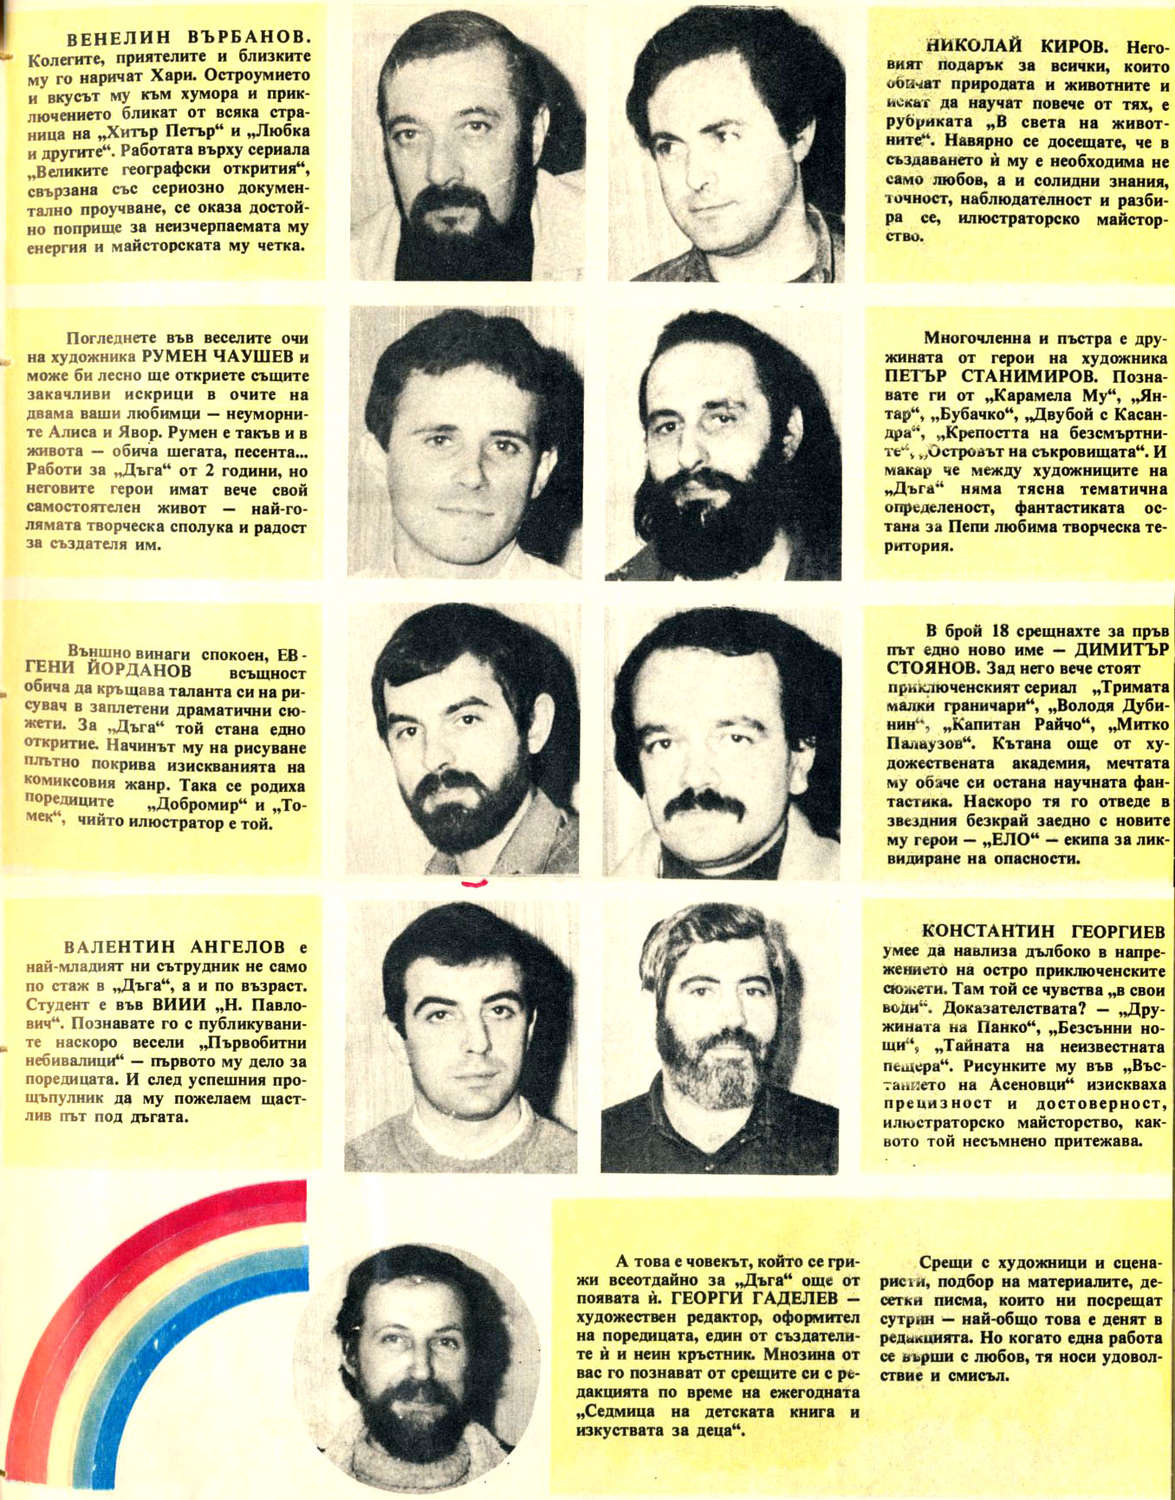 ВЕНЕЛИН ВЪРБАНОВ.
Колегите, приятелите и близките
му го наричат Хари. Остроумието
и вкусът му към хумора и прик-
лючението бликат от всяка стра-
ница на „Хитър Петър“ и „Любка
и другите“. Работата върху сериала
„Великите географски открития“,
свързана със сериозно докумен-
тално проучване, се оказа достой-
но поприще за неизчерпаемата му
енергия и майсторската му четка.
НИКОЛАЙ КИРОВ. Него-
вият подарък за всички, които
обичат природата и животните и
искат да научат повече от тях, е
рубриката „В света на живот-
ните“. Навярно се досещате, че в
създаването ѝ му е необходима не
само любов, а и солидни знания,
точност, наблюдателност и разби-
ра се, илюстраторско майстор-
ство.
Погледнете във веселите очи
на художника РУМЕН ЧАУШЕВ и
може би лесно ще откриете същите
закачливи искрици в очите на
двама ваши любимци — неуморни-
те Алиса и Явор. Румен е такъв и в
живота — обича шегата, песента...
Работи за „Дъга“ от 2 години, но
неговите герои имат вече свой
самостоятелен живот — най-го-
лямата творческа сполука и радост
за създателя им.
Многочленна и пъстра е дру-
жината от герои на художника
ПЕТЪР СТАНИМИРОВ. Позна-
вате ги от „Карамела Му“, „Ян-
тар“, „Бубачко“, „Двубой с Касан-
дра“, „Крепостта на безсмъртни-
те“, „Островът на съкровищата“. И
макар че между художниците на
„Дъга“ няма тясна тематична
определеност, фантастиката ос-
тана за Пепи любима творческа те-
ритория.
Външно винаги спокоен, ЕВ-
ГЕНИ ЙОРДАНОВ всъщност
обича да кръщава таланта си на ри-
сувач в заплетени драматични сю-
жети. За „Дъга“ той стана едно
откритие. Начинът му на рисуване
плътно покрива изискванията на
комиксовия жанр. Така се родиха
поредиците „Добромир“ и „То-
мек“, чийто илюстратор е той.
В брой 18 срещнахте за пръв
път едно ново име — ДИМИТЪР
СТОЯНОВ. Зад него вече стоят
приключенският сериал „Тримата
малки граничари“, „Володя Дуби-
нин“, „Капитан Райчо“, „Митко
Палаузов“. Кътана още от ху-
дожествената академия, мечтата
му обаче си остана научната фан-
тастика. Наскоро тя го отведе в
звездния безкрай заедно с новите
му герои — „ЕЛО“ — екипа за лик-
видиране на опасности.
ВАЛЕНТИН АНГЕЛОВ е
най-младият ни сътрудник не само
по стаж в „Дъга“, а и по възраст.
Студент е във ВИИИ „Н. Павло-
вич“. Познавате го с публикувани-
те наскоро весели „Първобитни
небивалици“ — първото му дело за
поредицата. И след успешния про-
щъпулник да му пожелаем щаст-
лив път под дъгата.
КОНСТАНТИН ГЕОРГИЕВ
умее да навлиза дълбоко в напре-
жението на остро приключенските
сюжети. Там той се чувства „в свои
води“. Доказателствата? — „Дру-
жината на Панко“, „Безсънни но-
щи“, „Тайната на неизвестната
пещера“. Рисунките му във „Въс-
танието на Асеновци“ изискваха
прецизност и достоверност,
илюстраторско майсторство, как-
вото той несъмнено притежава.
А това е човекът, който се гри-
жи всеотдайно за „Дъга“ още от
появата ѝ. ГЕОРГИ ГАДЕЛЕВ —
художествен редактор, оформител
на поредицата, един от създатели-
те ѝ и неин кръстник. Мнозина от
вас го познават от срещите си с ре-
дакцията по време на ежегодната
„Седмица на детската книга и
изкуствата за деца“.
Срещи с художници и сцена-
ристи, подбор на материалите, де-
сетки писма, които ни посрещат
сутрин — най-общо това е денят в
редакцията. Но когато една работа
се върши с любов, тя носи удовол-
ствие и смисъл.